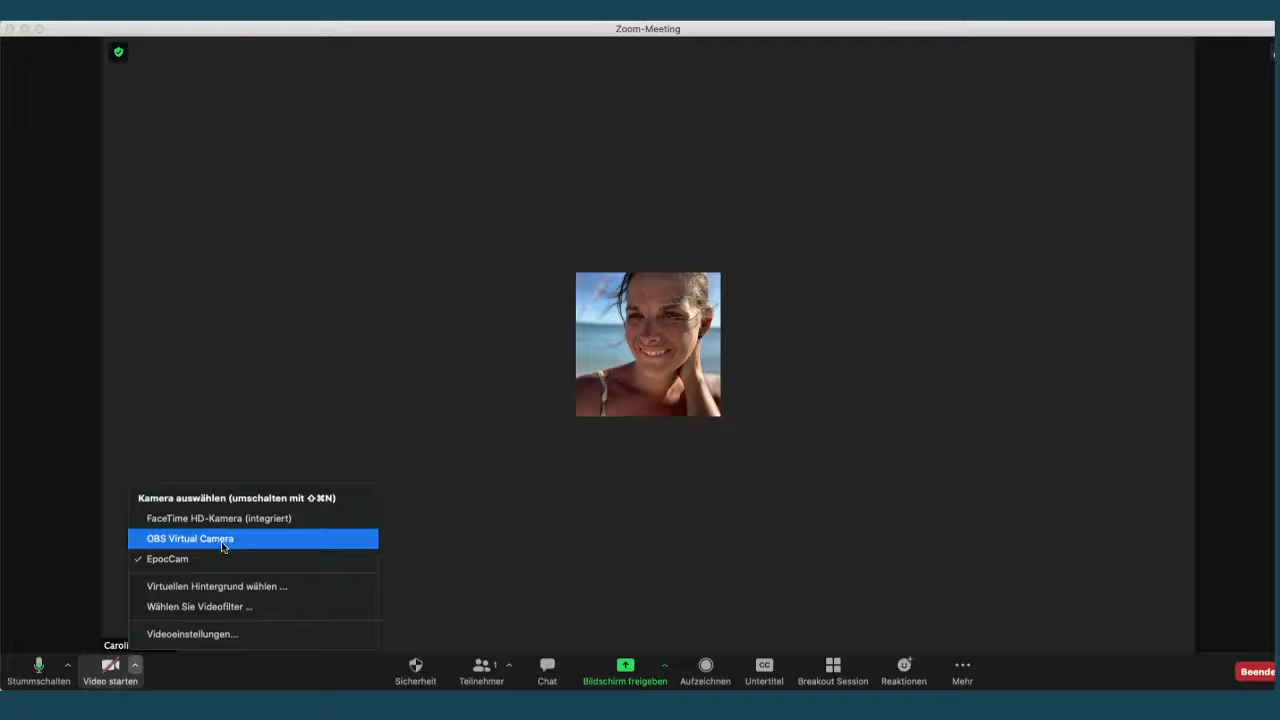 Zoom-Meeting
Kamera auswählen (umschalten mit ⇧⌘N)
FaceTime HD-Kamera (integriert)
OBS Virtual Camera
✓ EpocCam
Virtuellen Hintergrund wählen ...
Wählen Sie Videofilter ...
Videoeinstellungen...
Caroli
Stummschalten
Video starten
Sicherheit
1
Teilnehmer
Chat
Bildschirm freigeben
Aufzeichnen
CC
Untertitel
Breakout Session
Reaktionen
Mehr
Beende